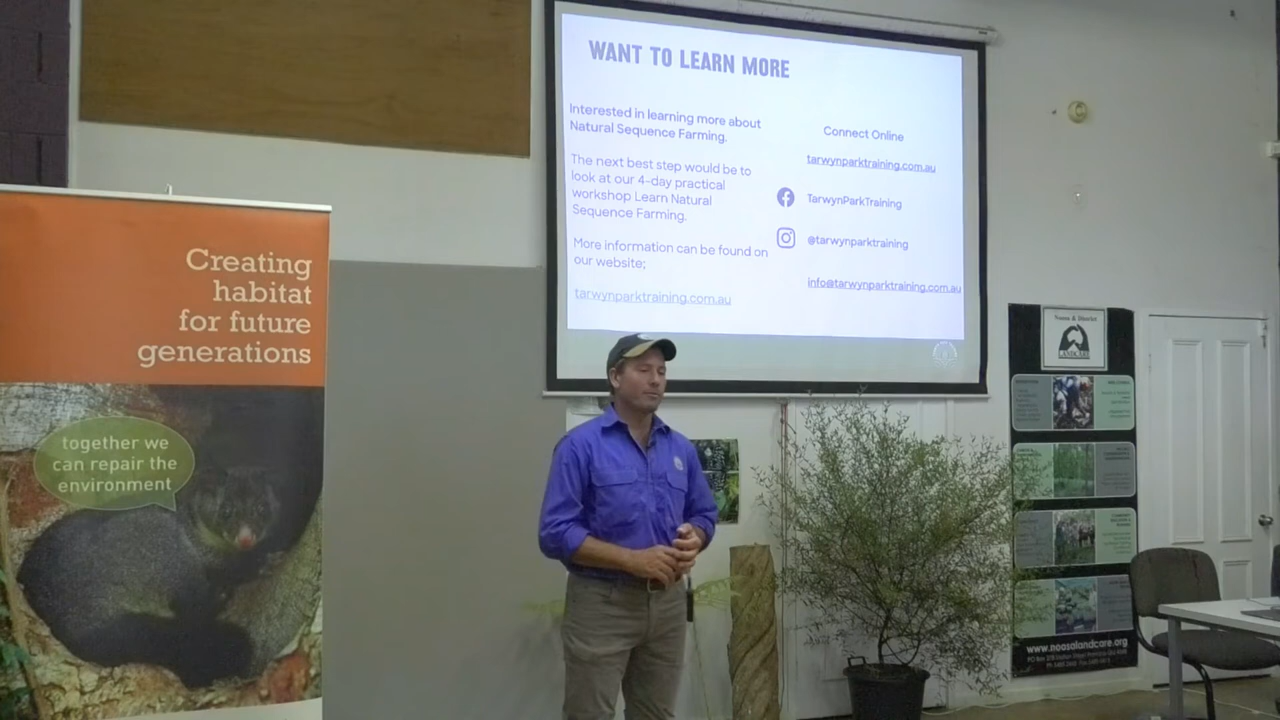 WANT TO LEARN MORE
Interested in learning more about
Natural Sequence Farming.
The next best step would be to
look at our 4-day practical
workshop Learn Natural
Sequence Farming.
More information can be found on
our website;
tarwynparktraining.com.au
Connect Online
tarwynparktraining.com.au
TarwynParkTraining
@tarwynparktraining
info@tarwynparktraining.com.au
Creating
habitat
for future
generations
together we
can repair the
environment
Noosa & District
LANDCARE
www.noosalandcare.org